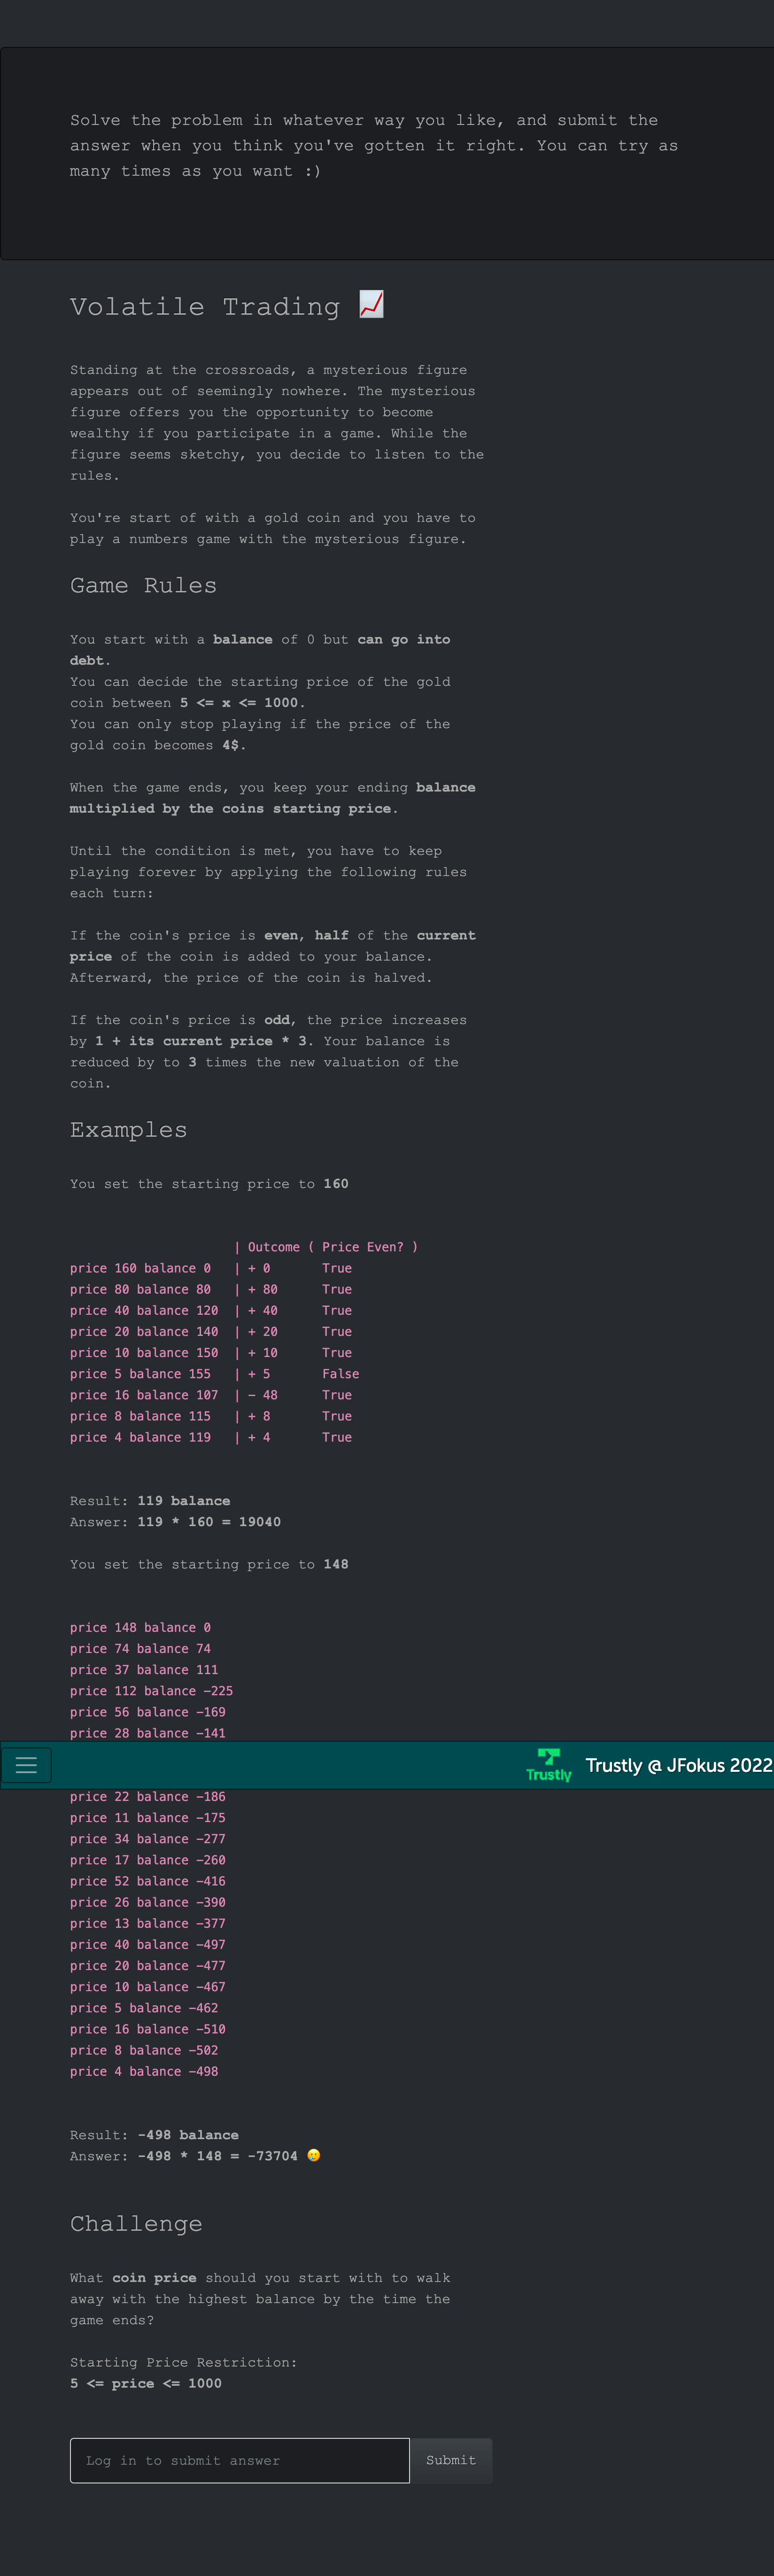 Solve the problem in whatever way you like, and submit the
answer when you think you've gotten it right. You can try as
many times as you want :)
Volatile Trading 📈
Standing at the crossroads, a mysterious figure
appears out of seemingly nowhere. The mysterious
figure offers you the opportunity to become
wealthy if you participate in a game. While the
figure seems sketchy, you decide to listen to the
rules.
You're start of with a gold coin and you have to
play a numbers game with the mysterious figure.
Game Rules
You start with a balance of 0 but can go into
debt.
You can decide the starting price of the gold
coin between 5 <= x <= 1000.
You can only stop playing if the price of the
gold coin becomes 4$.
When the game ends, you keep your ending balance
multiplied by the coins starting price.
Until the condition is met, you have to keep
playing forever by applying the following rules
each turn:
If the coin's price is even, half of the current
price of the coin is added to your balance.
Afterward, the price of the coin is halved.
If the coin's price is odd, the price increases
by 1 + its current price * 3. Your balance is
reduced by to 3 times the new valuation of the
coin.
Examples
You set the starting price to 160
| Outcome ( Price Even? )
price 160 balance 0 | + 0 True
price 80 balance 80 | + 80 True
price 40 balance 120 | + 40 True
price 20 balance 140 | + 20 True
price 10 balance 150 | + 10 True
price 5 balance 155 | + 5 False
price 16 balance 107 | - 48 True
price 8 balance 115 | + 8 True
price 4 balance 119 | + 4 True
Result: 119 balance
Answer: 119 * 160 = 19040
You set the starting price to 148
price 148 balance 0
price 74 balance 74
price 37 balance 111
price 112 balance -225
price 56 balance -169
price 28 balance -141
Trustly
Trustly @ JFokus 2022
price 22 balance -186
price 11 balance -175
price 34 balance -277
price 17 balance -260
price 52 balance -416
price 26 balance -390
price 13 balance -377
price 40 balance -497
price 20 balance -477
price 10 balance -467
price 5 balance -462
price 16 balance -510
price 8 balance -502
price 4 balance -498
Result: -498 balance
Answer: -498 * 148 = -73704 🥲
Challenge
What coin price should you start with to walk
away with the highest balance by the time the
game ends?
Starting Price Restriction:
5 <= price <= 1000
Log in to submit answer
Submit